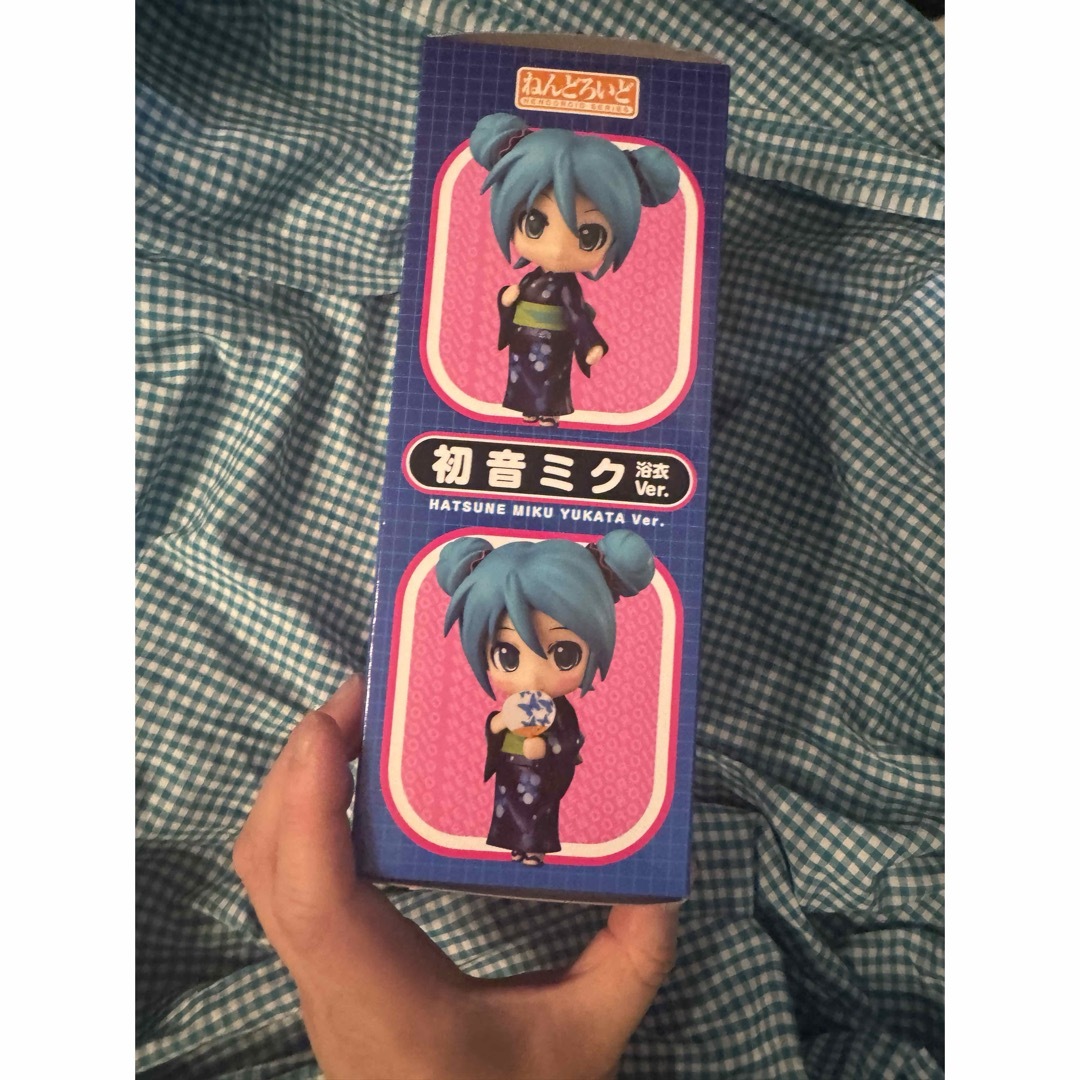 ねんどろいど
NENDOROID SERIES
初音ミク 浴衣 Ver.
HATSUNE MIKU YUKATA Ver.